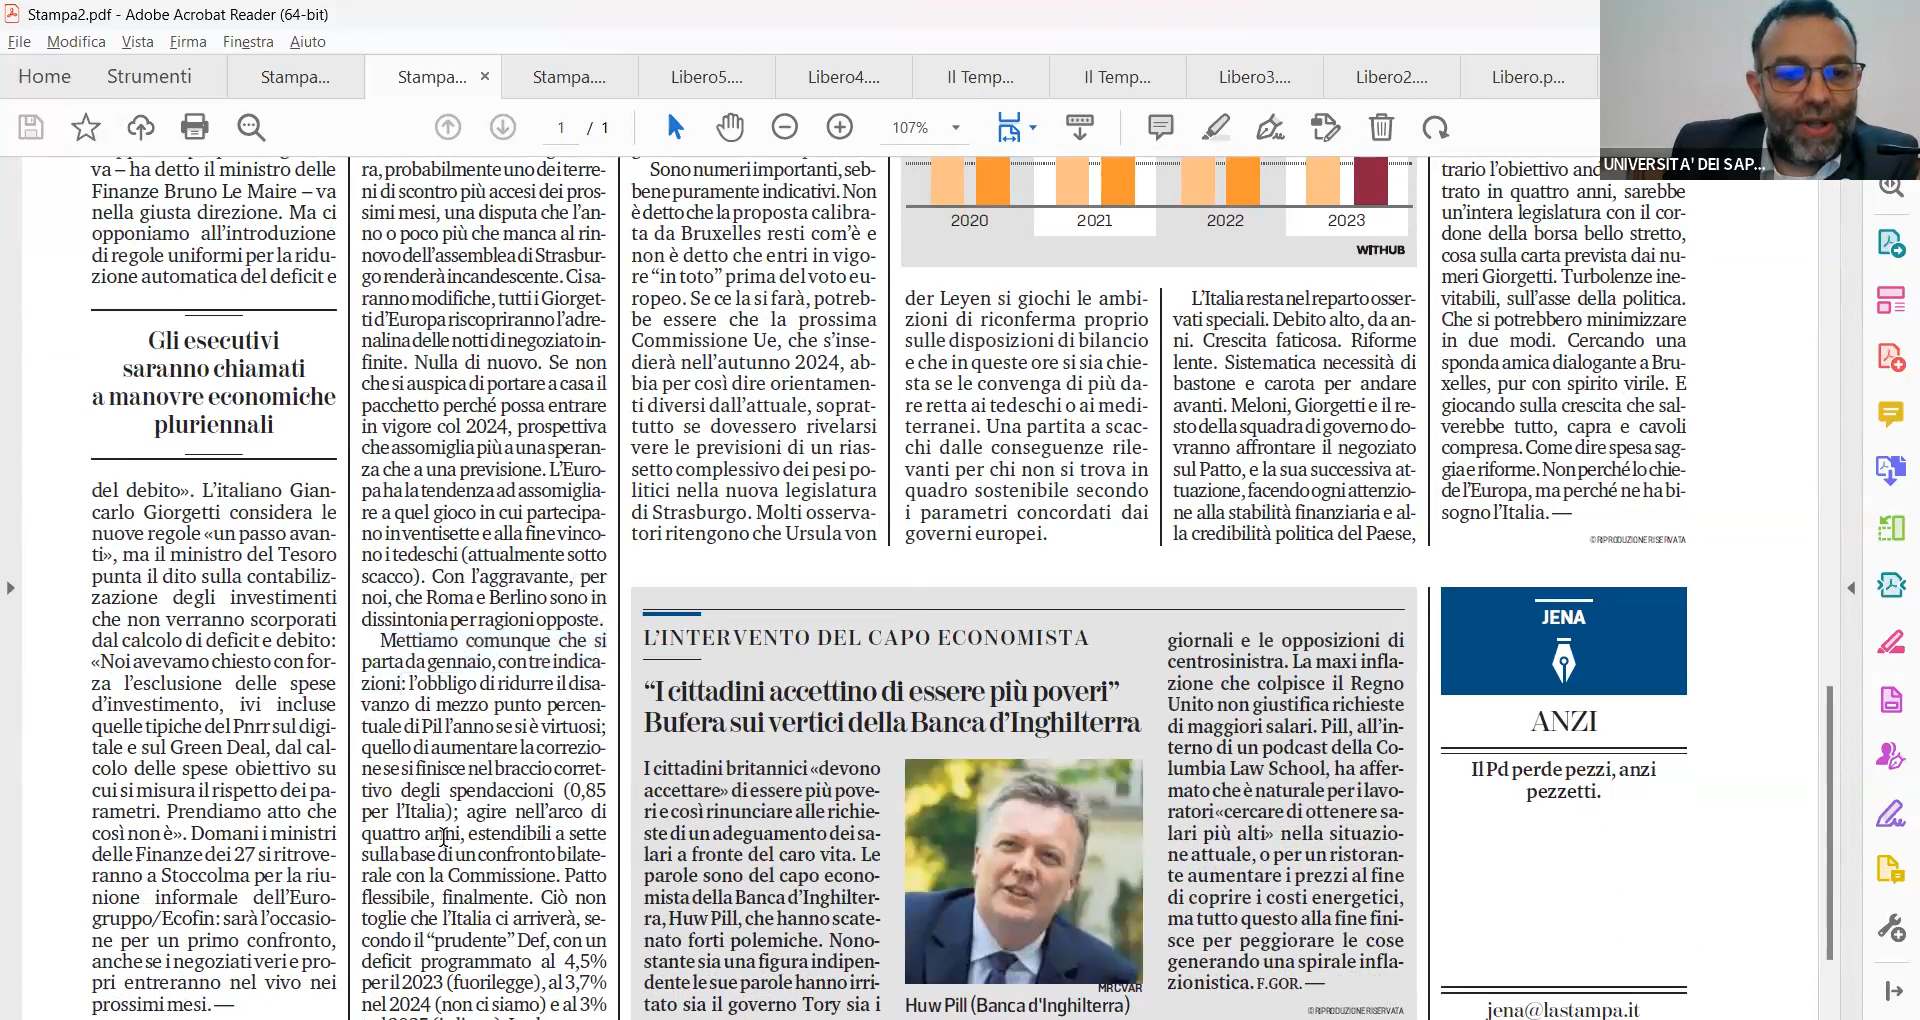 Stampa2.pdf - Adobe Acrobat Reader (64-bit)
File Modifica Vista Firma Finestra Aiuto
Home Strumenti Stampa... Stampa... × Stampa.... Libero5.... Libero4.... Il Temp... Il Temp... Libero3.... Libero2.... Libero.p...
1 / 1 107%
UNIVERSITA' DEI SAP...
va – ha detto il ministro delle
Finanze Bruno Le Maire – va
nella giusta direzione. Ma ci
opponiamo all'introduzione
di regole uniformi per la ridu-
zione automatica del deficit e
Gli esecutivi
saranno chiamati
a manovre economiche
pluriennali
del debito». L'italiano Gian-
carlo Giorgetti considera le
nuove regole «un passo avan-
ti», ma il ministro del Tesoro
punta il dito sulla contabiliz-
zazione degli investimenti
che non verranno scorporati
dal calcolo di deficit e debito:
«Noi avevamo chiesto con for-
za l'esclusione delle spese
d'investimento, ivi incluse
quelle tipiche del Pnrr sul digi-
tale e sul Green Deal, dal cal-
colo delle spese obiettivo su
cui si misura il rispetto dei pa-
rametri. Prendiamo atto che
così non è». Domani i ministri
delle Finanze dei 27 si ritrove-
ranno a Stoccolma per la riu-
nione informale dell'Euro-
gruppo/Ecofin: sarà l'occasio-
ne per un primo confronto,
anche se i negoziati veri e pro-
pri entreranno nel vivo nei
prossimi mesi. —
ra, probabilmente uno dei terre-
ni di scontro più accesi dei pros-
simi mesi, una disputa che l'an-
no o poco più che manca al rin-
novo dell'assemblea di Strasbur-
go renderà incandescente. Ci sa-
ranno modifiche, tutti i Giorget-
ti d'Europa riscopriranno l'adre-
nalina delle notti di negoziato in-
finite. Nulla di nuovo. Se non
che si auspica di portare a casa il
pacchetto perché possa entrare
in vigore col 2024, prospettiva
che assomiglia più a una speran-
za che a una previsione. L'Euro-
pa ha la tendenza ad assomiglia-
re a quel gioco in cui partecipa-
no in ventisette e alla fine vinco-
no i tedeschi (attualmente sotto
scacco). Con l'aggravante, per
noi, che Roma e Berlino sono in
dissintonia per ragioni opposte.
Mettiamo comunque che si
parta da gennaio, con tre indica-
zioni: l'obbligo di ridurre il disa-
vanzo di mezzo punto percen-
tuale di Pil l'anno se si è virtuosi;
quello di aumentare la correzio-
ne se si finisce nel braccio corret-
tivo degli spendaccioni (0,85
per l'Italia); agire nell'arco di
quattro anni, estendibili a sette
sulla base di un confronto bilate-
rale con la Commissione. Patto
flessibile, finalmente. Ciò non
toglie che l'Italia ci arriverà, se-
condo il "prudente" Def, con un
deficit programmato al 4,5%
per il 2023 (fuorilegge), al 3,7%
nel 2024 (non ci siamo) e al 3%
Sono numeri importanti, seb-
bene puramente indicativi. Non
è detto che la proposta calibra-
ta da Bruxelles resti com'è e
non è detto che entri in vigo-
re "in toto" prima del voto eu-
ropeo. Se ce la si farà, potreb-
be essere che la prossima
Commissione Ue, che s'inse-
dierà nell'autunno 2024, ab-
bia per così dire orientamen-
ti diversi dall'attuale, soprat-
tutto se dovessero rivelarsi
vere le previsioni di un rias-
setto complessivo dei pesi po-
litici nella nuova legislatura
di Strasburgo. Molti osserva-
tori ritengono che Ursula von
2020 2021 2022 2023
WITHUB
der Leyen si giochi le ambi-
zioni di riconferma proprio
sulle disposizioni di bilancio
e che in queste ore si sia chie-
sta se le convenga di più da-
re retta ai tedeschi o ai medi-
terranei. Una partita a scac-
chi dalle conseguenze rile-
vanti per chi non si trova in
quadro sostenibile secondo
i parametri concordati dai
governi europei.
L'Italia resta nel reparto osser-
vati speciali. Debito alto, da an-
ni. Crescita faticosa. Riforme
lente. Sistematica necessità di
bastone e carota per andare
avanti. Meloni, Giorgetti e il re-
sto della squadra di governo do-
vranno affrontare il negoziato
sul Patto, e la sua successiva at-
tuazione, facendo ogni attenzio-
ne alla stabilità finanziaria e al-
la credibilità politica del Paese,
trario l'obiettivo
trato in quattro anni, sarebbe
un'intera legislatura con il cor-
done della borsa bello stretto,
cosa sulla carta prevista dai nu-
meri Giorgetti. Turbolenze ine-
vitabili, sull'asse della politica.
Che si potrebbero minimizzare
in due modi. Cercando una
sponda amica dialogante a Bru-
xelles, pur con spirito virile. E
giocando sulla crescita che sal-
verebbe tutto, capra e cavoli
compresa. Come dire spesa sag-
gia e riforme. Non perché lo chie-
de l'Europa, ma perché ne ha bi-
sogno l'Italia. —
© RIPRODUZIONE RISERVATA
L'INTERVENTO DEL CAPO ECONOMISTA
“I cittadini accettino di essere più poveri”
Bufera sui vertici della Banca d'Inghilterra
I cittadini britannici «devono
accettare» di essere più pove-
ri e così rinunciare alle richie-
ste di un adeguamento dei sa-
lari a fronte del caro vita. Le
parole sono del capo econo-
mista della Banca d'Inghilter-
ra, Huw Pill, che hanno scate-
nato forti polemiche. Nono-
stante sia una figura indipen-
dente le sue parole hanno irri-
tato sia il governo Tory sia i
MRCVAR
Huw Pill (Banca d'Inghilterra)
giornali e le opposizioni di
centrosinistra. La maxi infla-
zione che colpisce il Regno
Unito non giustifica richieste
di maggiori salari. Pill, all'in-
terno di un podcast della Co-
lumbia Law School, ha affer-
mato che è naturale per i lavo-
ratori «cercare di ottenere sa-
lari più alti» nella situazio-
ne attuale, o per un ristoran-
te aumentare i prezzi al fine
di coprire i costi energetici,
ma tutto questo alla fine fini-
sce per peggiorare le cose
generando una spirale infla-
zionistica. F.GOR. —
© RIPRODUZIONE RISERVATA
JENA
ANZI
Il Pd perde pezzi, anzi
pezzetti.
jena@lastampa.it